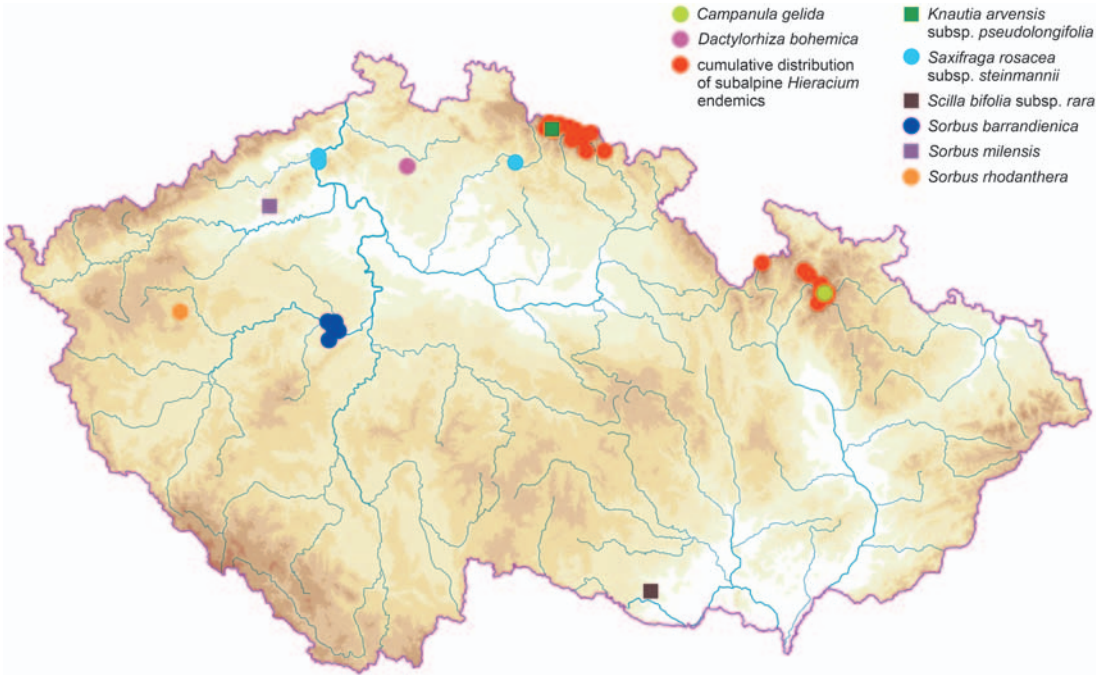 Campanula gelida
Dactylorhiza bohemica
cumulative distribution
of subalpine Hieracium
endemics
Knautia arvensis
subsp. pseudolongifolia
Saxifraga rosacea
subsp. steinmannii
Scilla bifolia subsp. rara
Sorbus barrandienica
Sorbus milensis
Sorbus rhodanthera